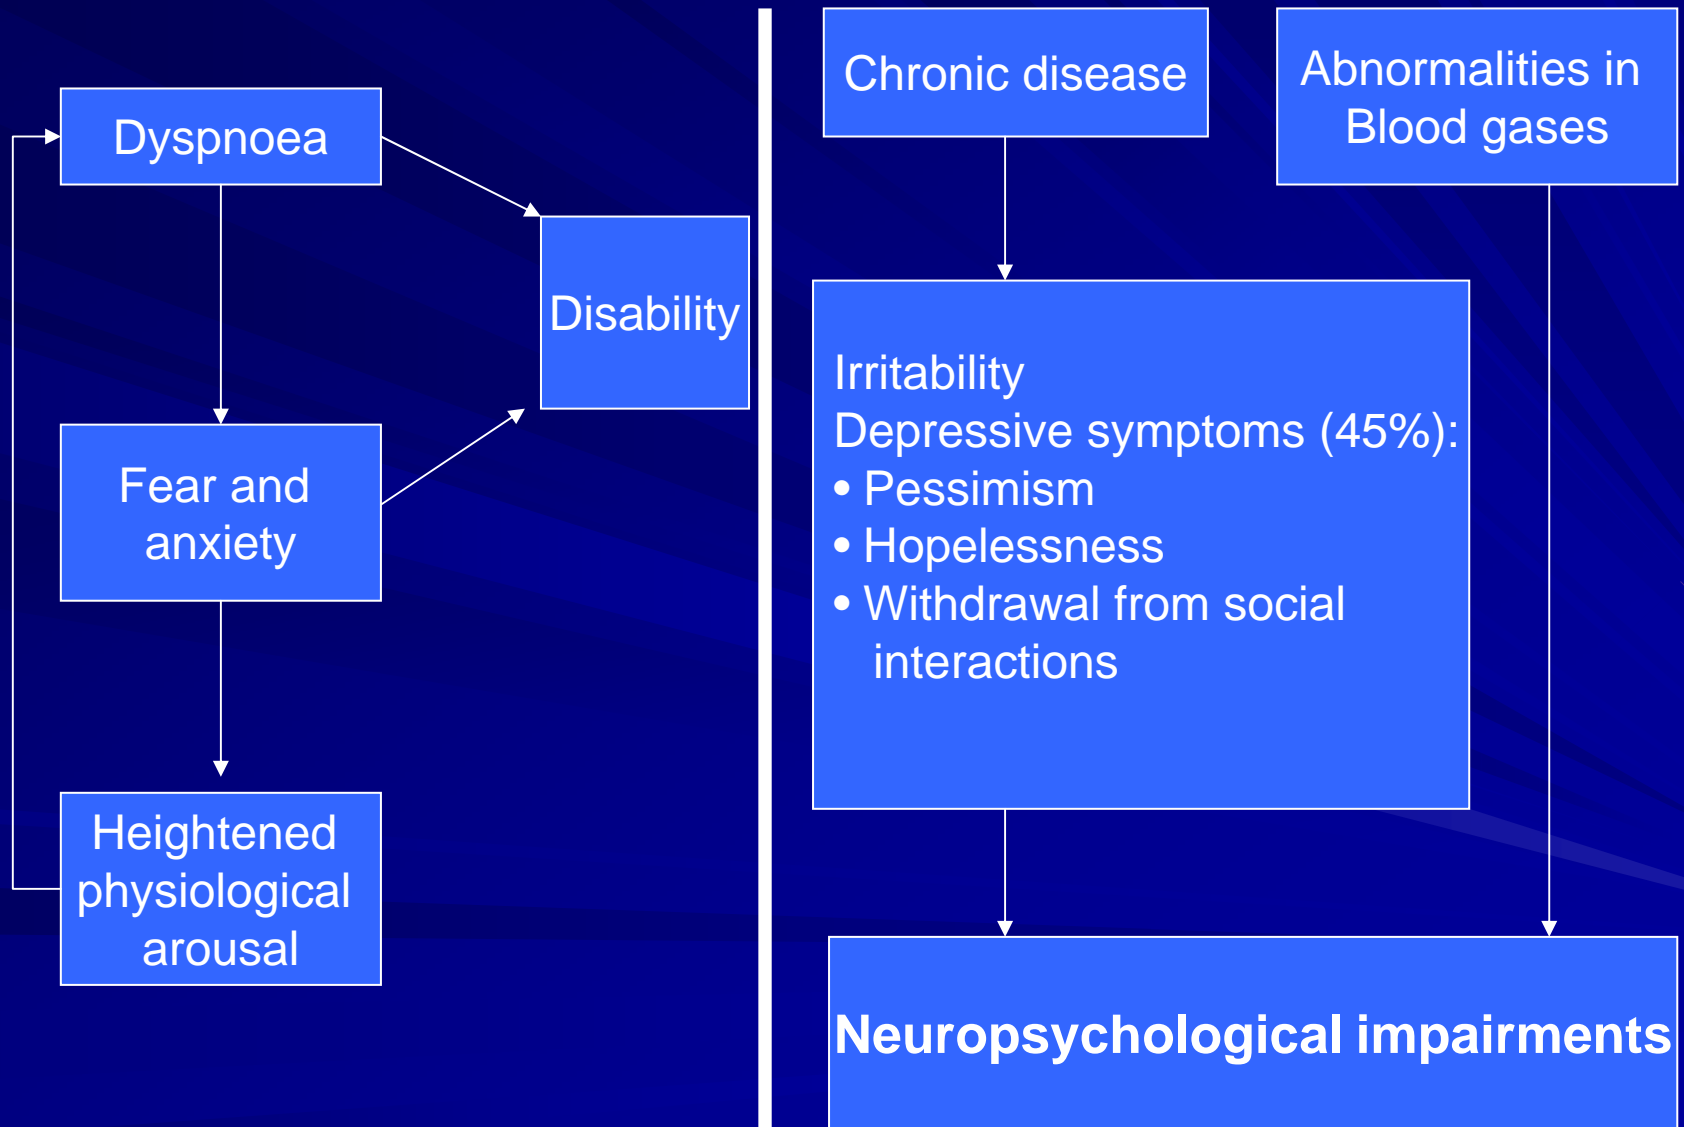 Dyspnoea
Disability
Fear and
anxiety
Heightened
physiological
arousal
Chronic disease
Abnormalities in
Blood gases
Irritability
Depressive symptoms (45%):
• Pessimism
• Hopelessness
• Withdrawal from social
interactions
Neuropsychological impairments